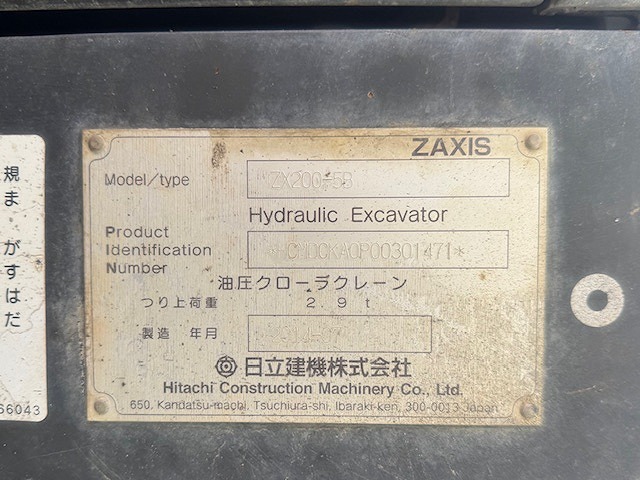 ZAXIS
Model/type ZX200-5B
Hydraulic Excavator
Product
Identification
Number
*HCMDCKA0P00301471*
油圧クローラクレーン
つり上荷重 2.9t
製造 年月
日立建機株式会社
Hitachi Construction Machinery Co., Ltd.
650, Kandatsu-machi, Tsuchiura-shi, Ibaraki-ken, 300-0013 Japan
規ま がすはだ
66043